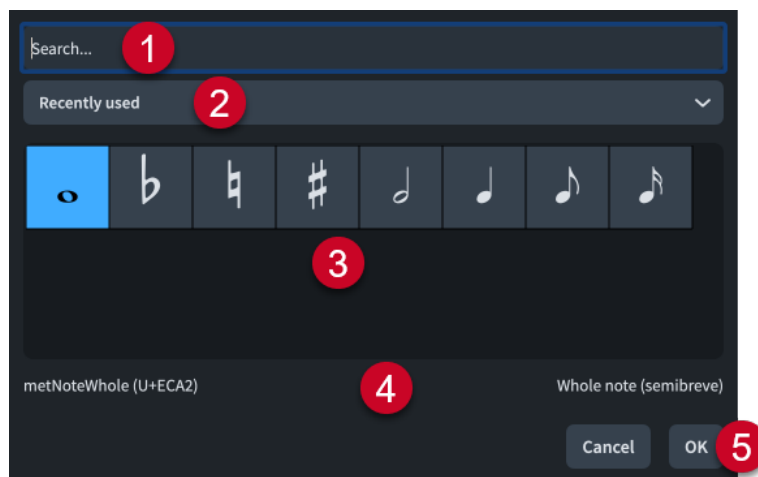 Search... 1
Recently used 2
3
metNoteWhole (U+ECA2) 4 Whole note (semibreve)
Cancel OK 5